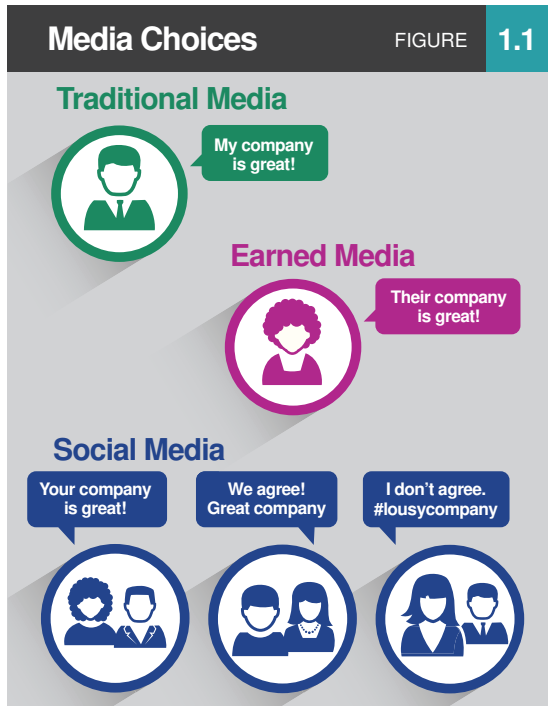 Media Choices FIGURE 1.1
Traditional Media
My company
is great!
Earned Media
Their company
is great!
Social Media
Your company
is great!
We agree!
Great company
I don't agree.
#lousycompany